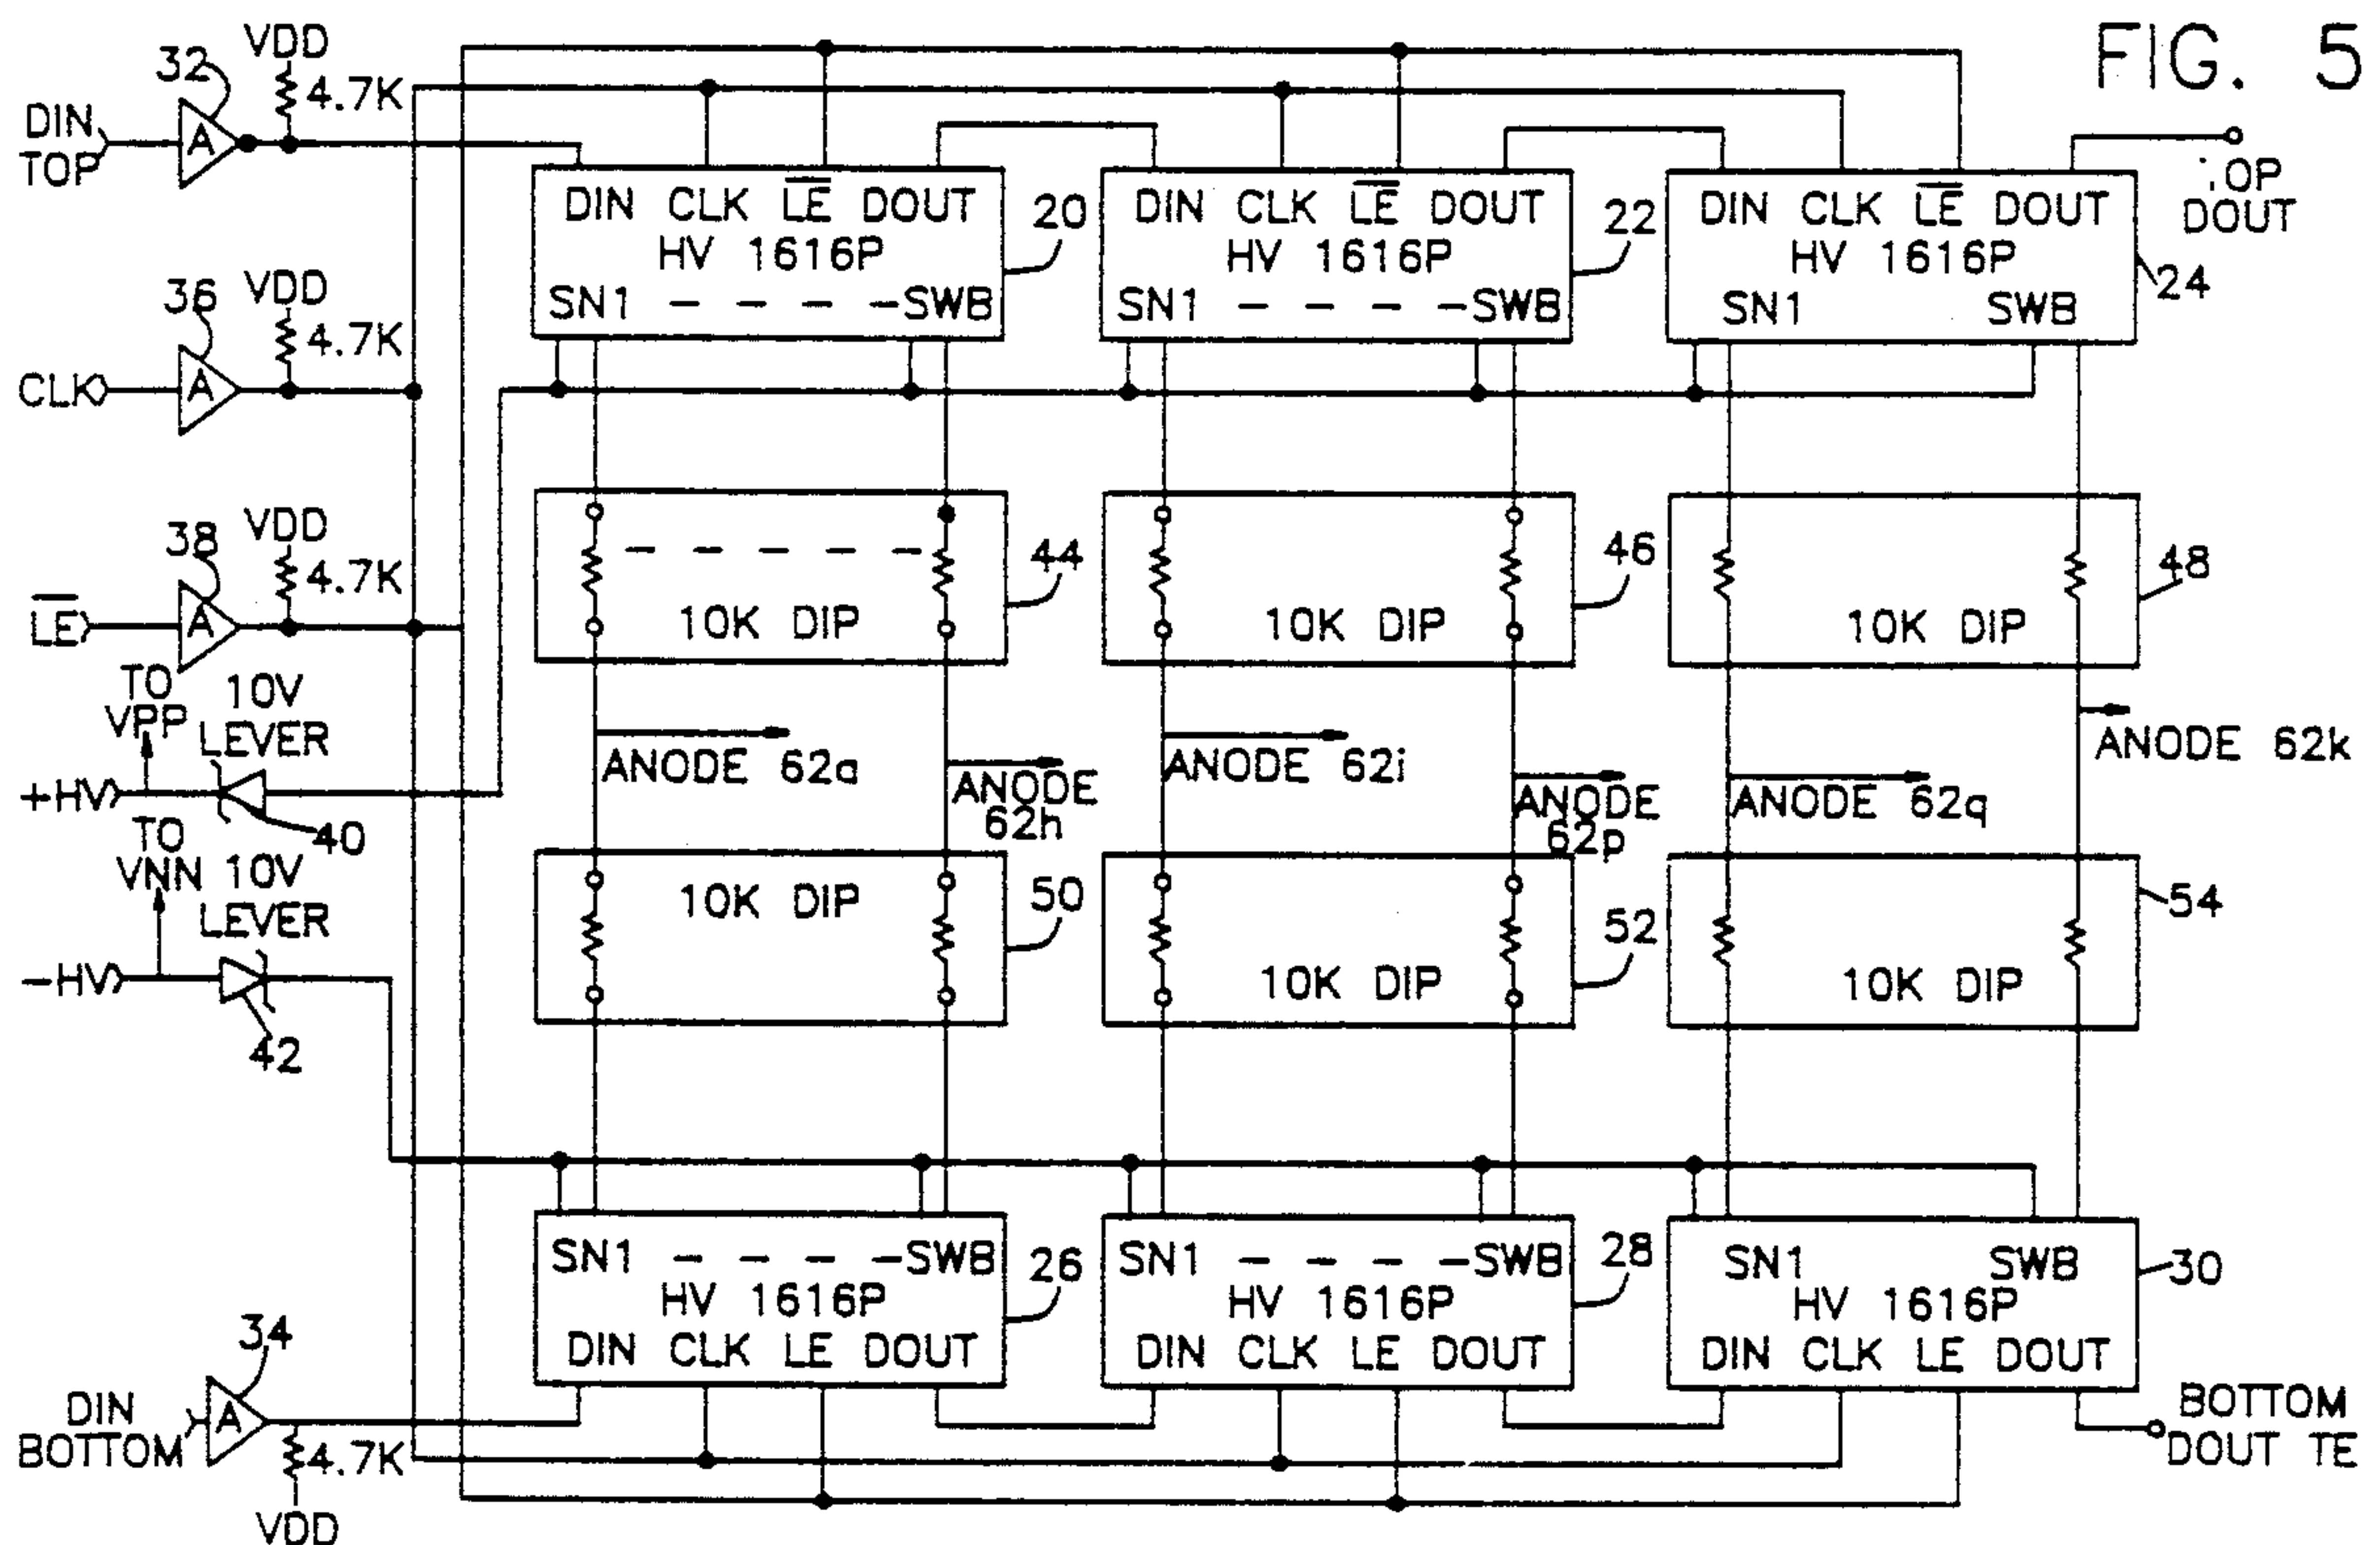 FIG. 5
32
VDD
4.7K
DIN
TOP
DIN CLK LE DOUT
HV 1616P
SN1 - - - -SWB
20
DIN CLK LE DOUT
HV 1616P
SN1 - - - -SWB
22
DIN CLK LE DOUT
HV 1616P
SN1 SWB
24
OP
DOUT
A
36
VDD
4.7K
CLK
A
38
VDD
4.7K
LE
A
10K DIP
44
10K DIP
46
10K DIP
48
TO
VPP
10V
LEVER
+HV
40
ANODE 62a
ANODE
62h
ANODE 62i
ANODE
62p
ANODE 62q
ANODE 62k
TO
VNN
10V
LEVER
-HV
42
10K DIP
50
10K DIP
52
10K DIP
54
SN1 - - - -SWB
HV 1616P
DIN CLK LE DOUT
26
SN1 - - - -SWB
HV 1616P
DIN CLK LE DOUT
28
SN1 SWB
HV 1616P
DIN CLK LE DOUT
30
34
DIN
BOTTOM
A
4.7K
VDD
BOTTOM
DOUT TE